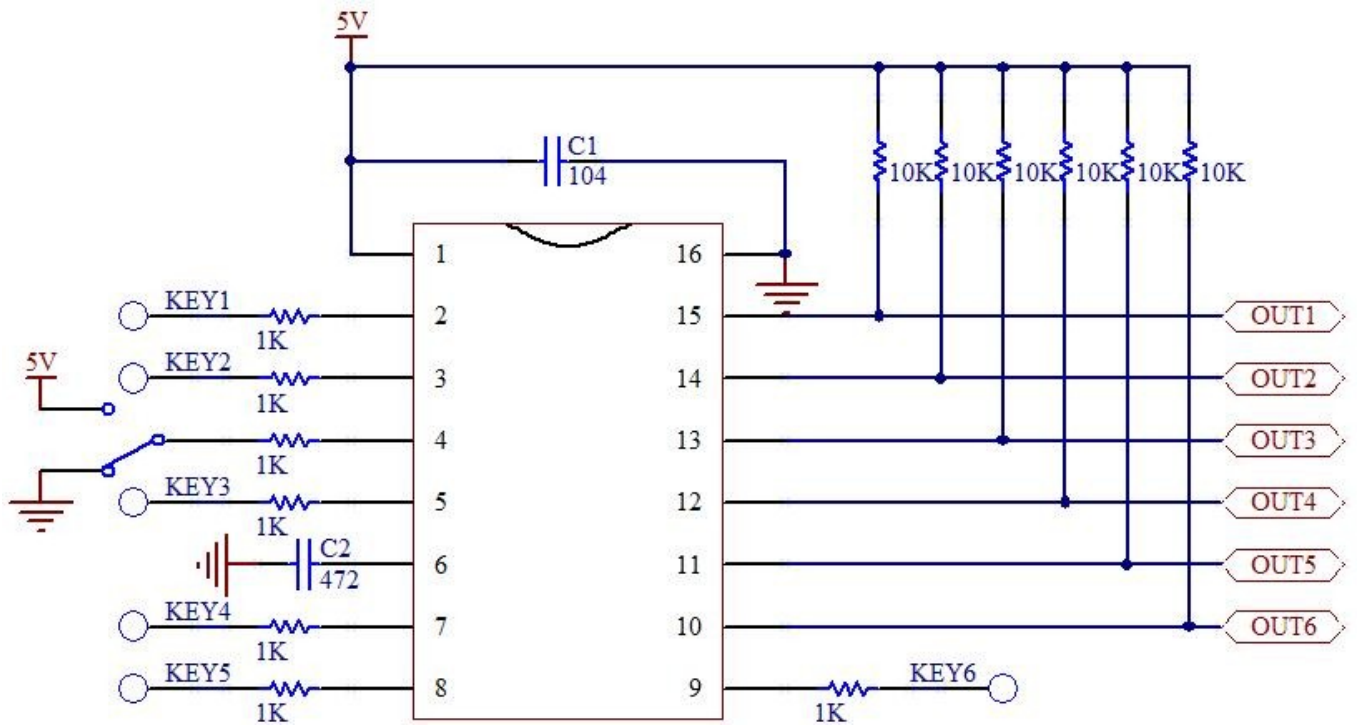 5V
C1
104
10K 10K 10K 10K 10K 10K
1 16
KEY1
1K
2 15 OUT1
KEY2
1K
3 14 OUT2
5V
1K
4 13 OUT3
KEY3
1K
5 12 OUT4
C2
472
6 11 OUT5
KEY4
1K
7 10 OUT6
KEY5
1K
8 9
KEY6
1K